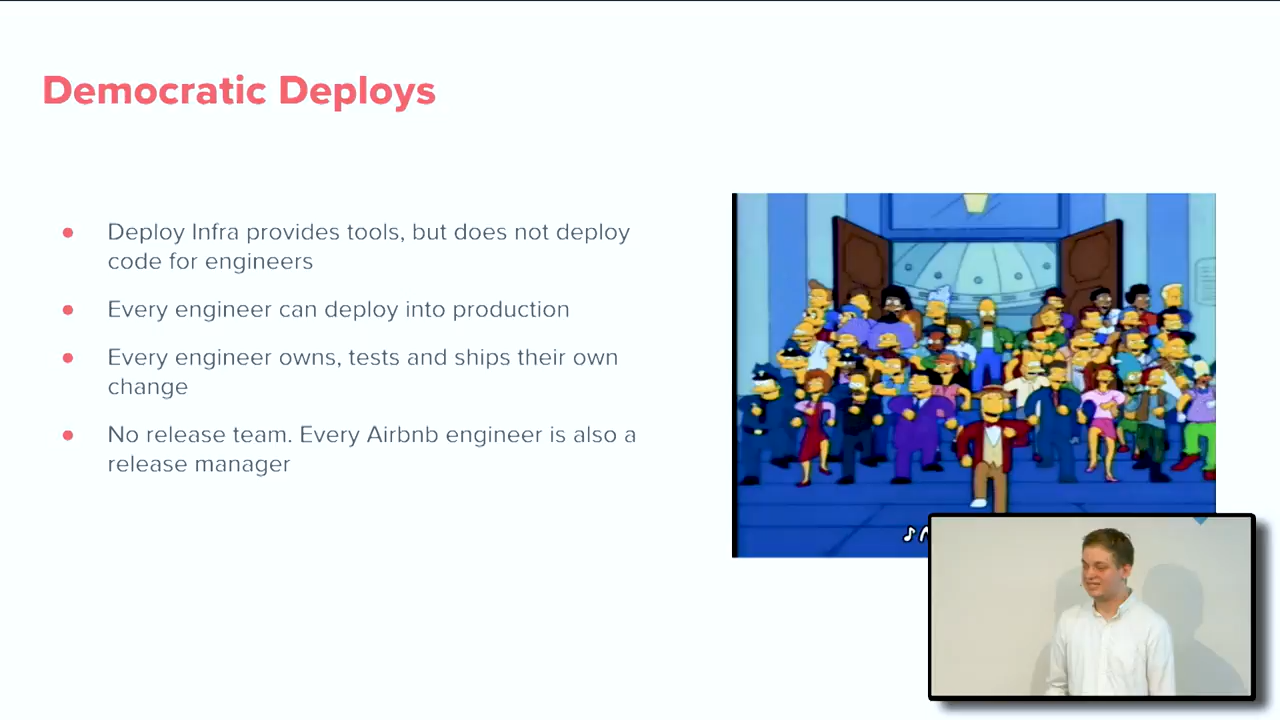 Democratic Deploys
Deploy Infra provides tools, but does not deploy
code for engineers
Every engineer can deploy into production
Every engineer owns, tests and ships their own
change
No release team. Every Airbnb engineer is also a
release manager